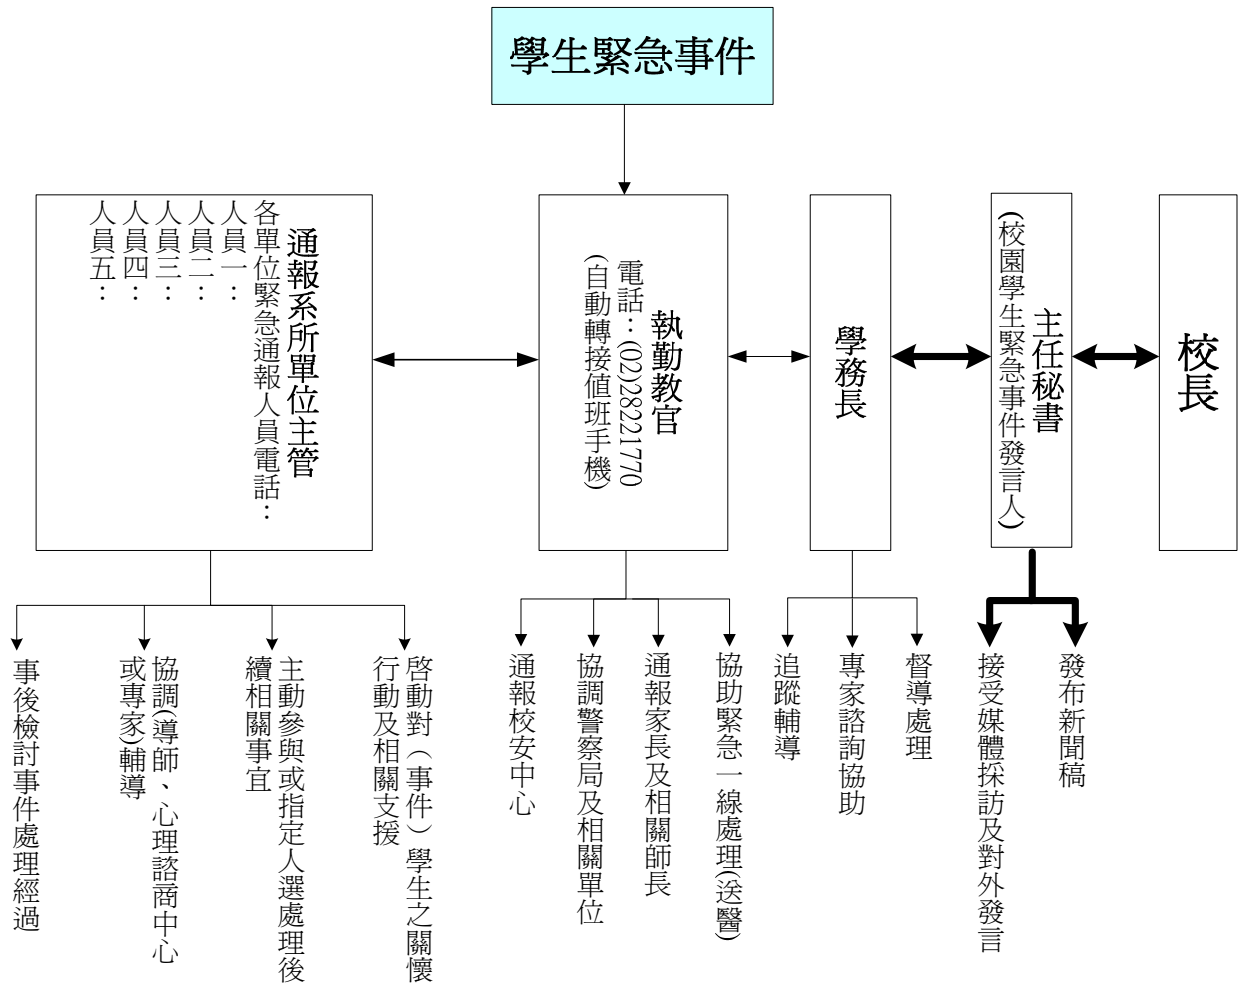 學生緊急事件
校長
主任秘書
(校園學生緊急事件發言人)
學務長
執勤教官
電話：(02)28221770
(自動轉接值班手機)
通報系所單位主管
各單位緊急通報人員電話：
人員一：
人員二：
人員三：
人員四：
人員五：
發布新聞稿
接受媒體採訪及對外發言
督導處理
專家諮詢協助
追蹤輔導
協助緊急一線處理(送醫)
通報家長及相關師長
協調警察局及相關單位
通報校安中心
啓動對（事件）學生之關懷
行動及相關支援
主動參與或指定人選處理後
續相關事宜
協調(導師、心理諮商中心
或專家)輔導
事後檢討事件處理經過